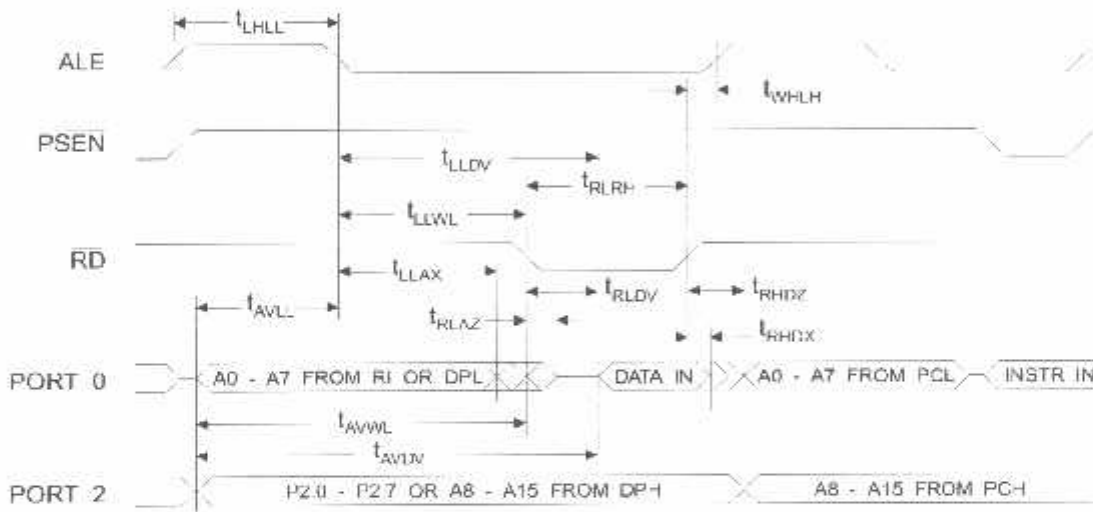 tLHLL
ALE
tWHLH
PSEN
tLLDV
tRLRH
tLLWL
RD
tLLAX
tRLDV
tRHDZ
tAVLL
tRLAZ
tRHDX
PORT 0
A0 - A7 FROM RI OR DPL
DATA IN
A0 - A7 FROM PCL
INSTR IN
tAVWL
tAVDV
PORT 2
P2.0 - P2.7 OR A8 - A15 FROM DPH
A8 - A15 FROM PCH